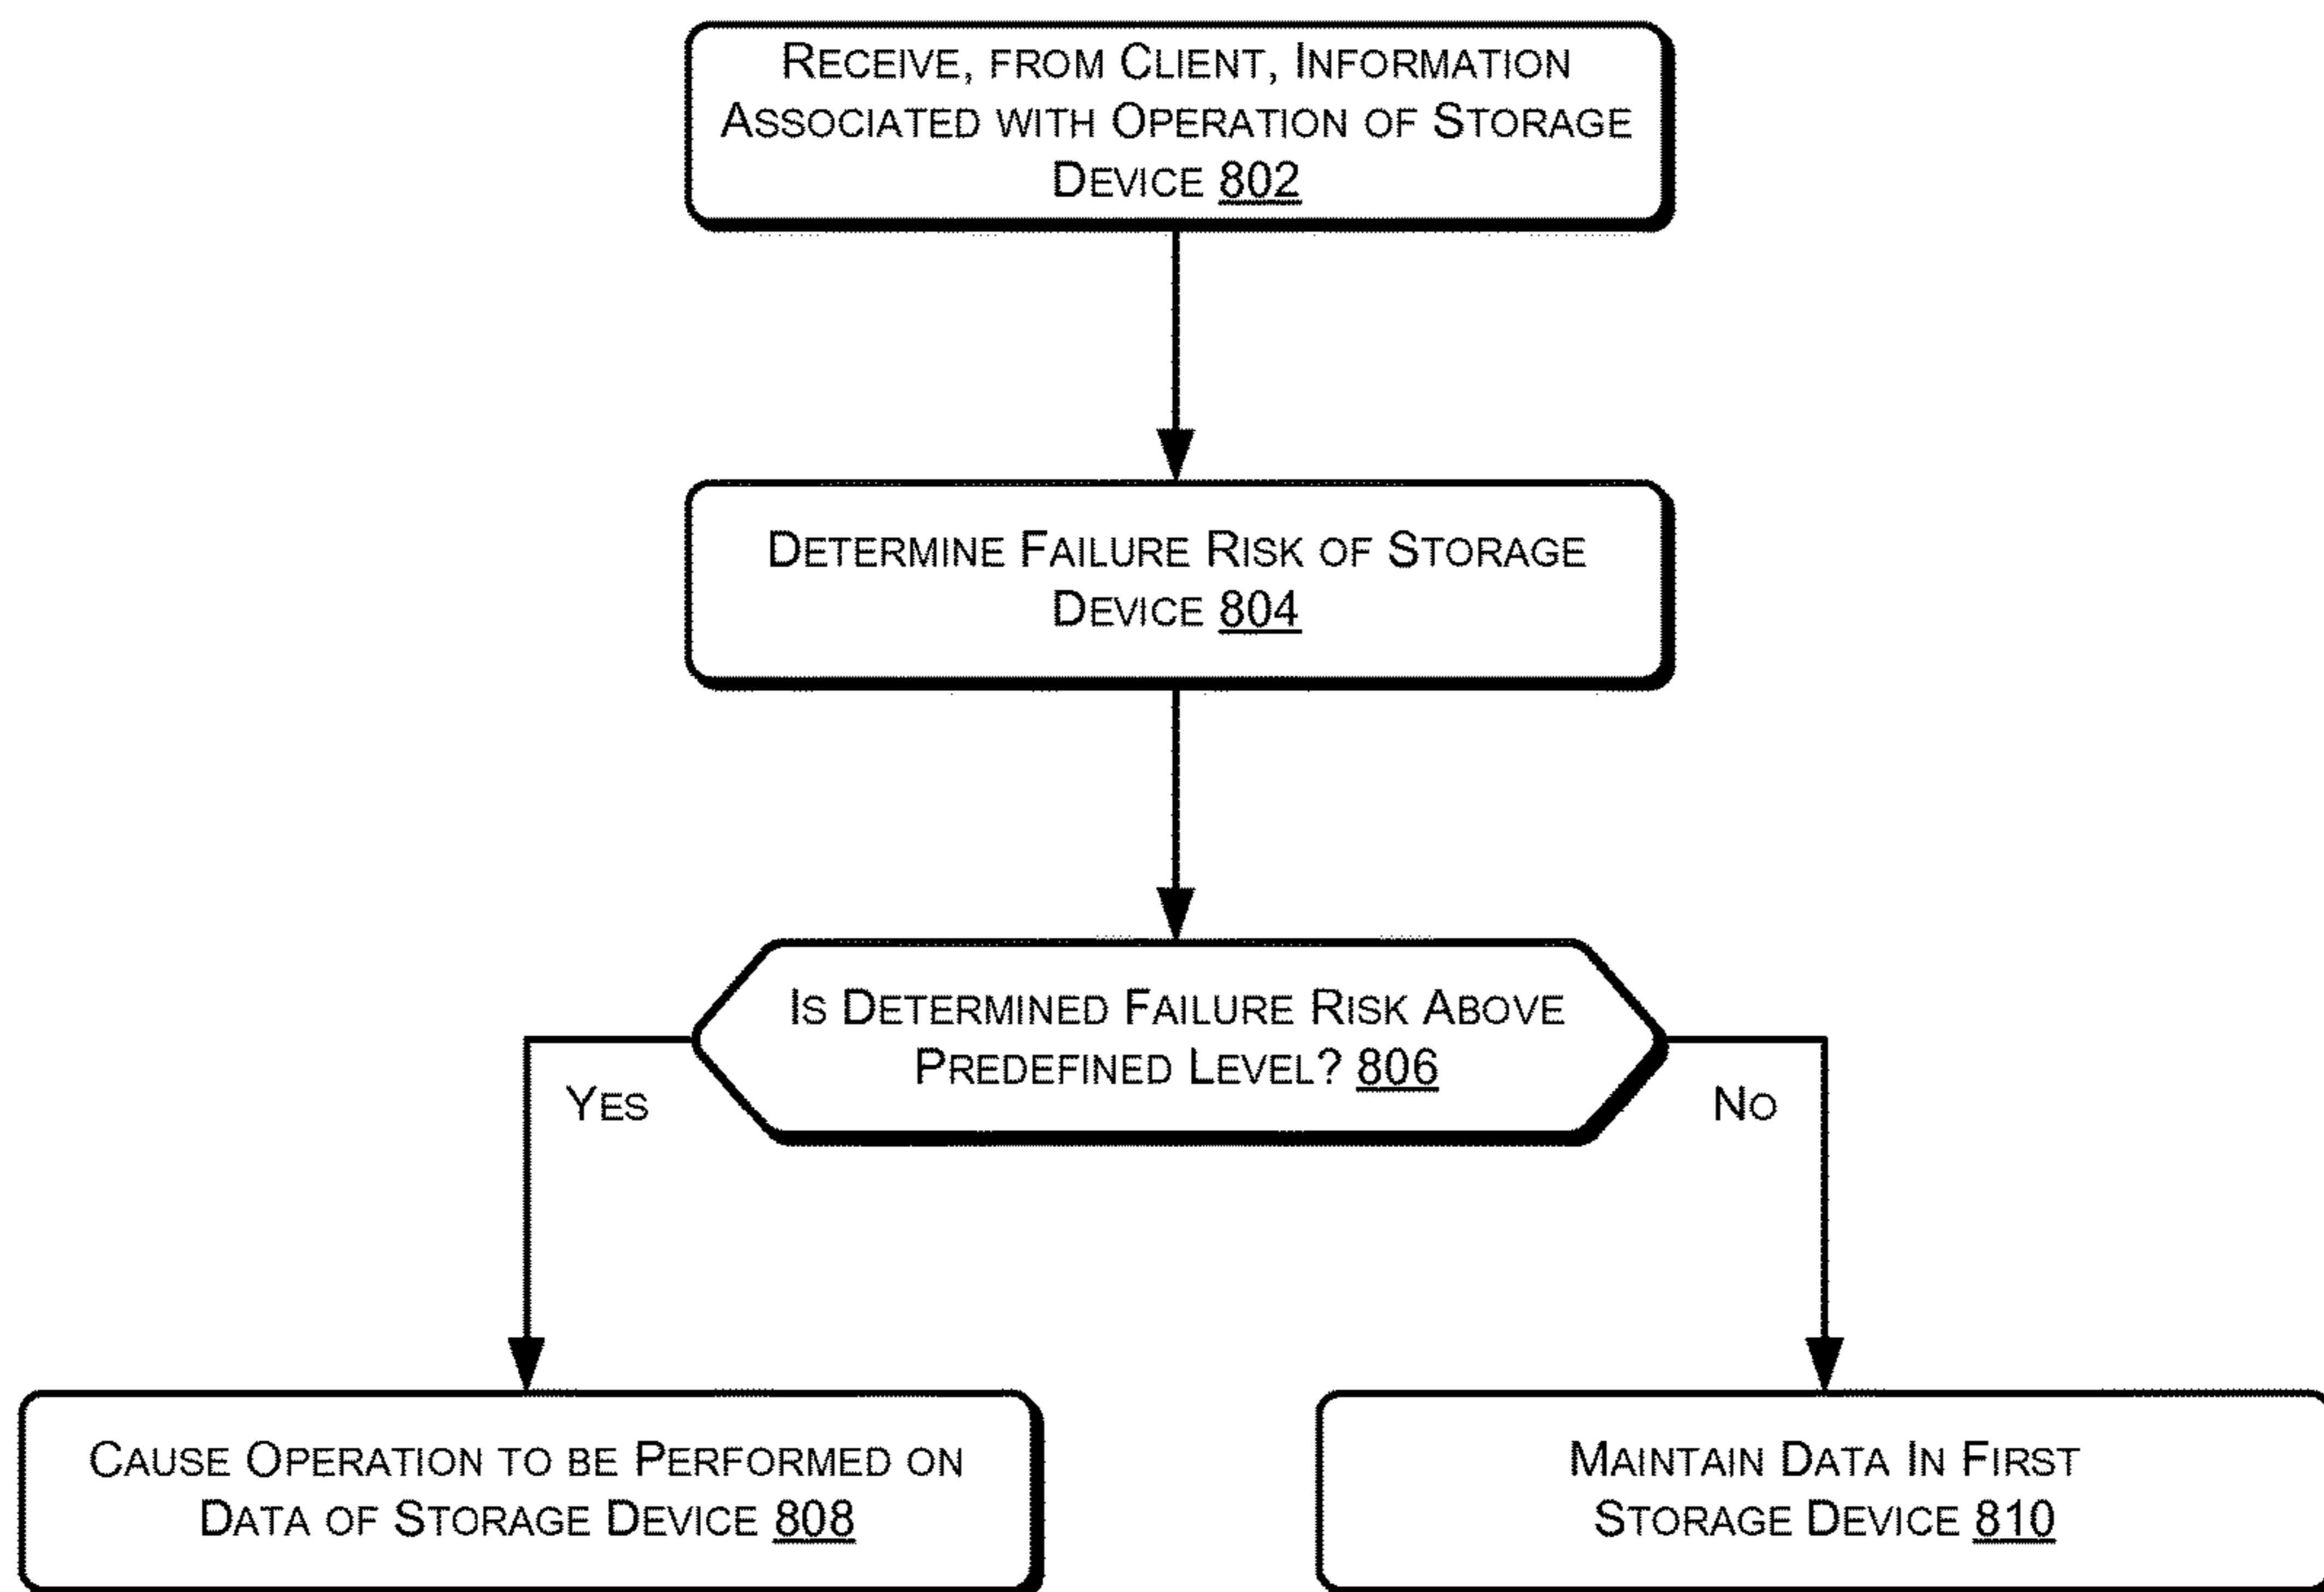 Receive, from Client, Information
Associated with Operation of Storage
Device 802
Determine Failure Risk of Storage
Device 804
Is Determined Failure Risk Above
Predefined Level? 806
Yes
No
Cause Operation to be Performed on
Data of Storage Device 808
Maintain Data In First
Storage Device 810